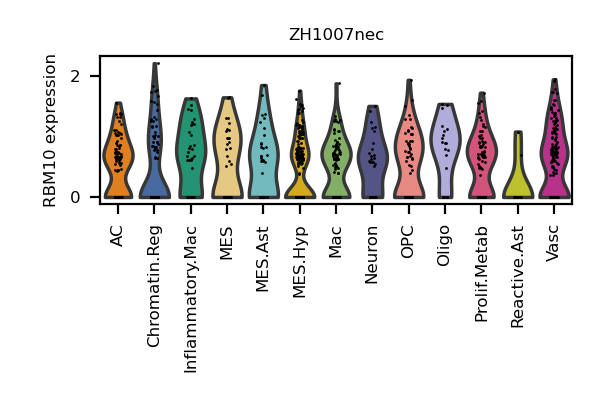 ZH1007nec
RBM10 expression
2
0
AC
Chromatin.Reg
Inflammatory.Mac
MES
MES.Ast
MES.Hyp
Mac
Neuron
OPC
Oligo
Prolif.Metab
Reactive.Ast
Vasc